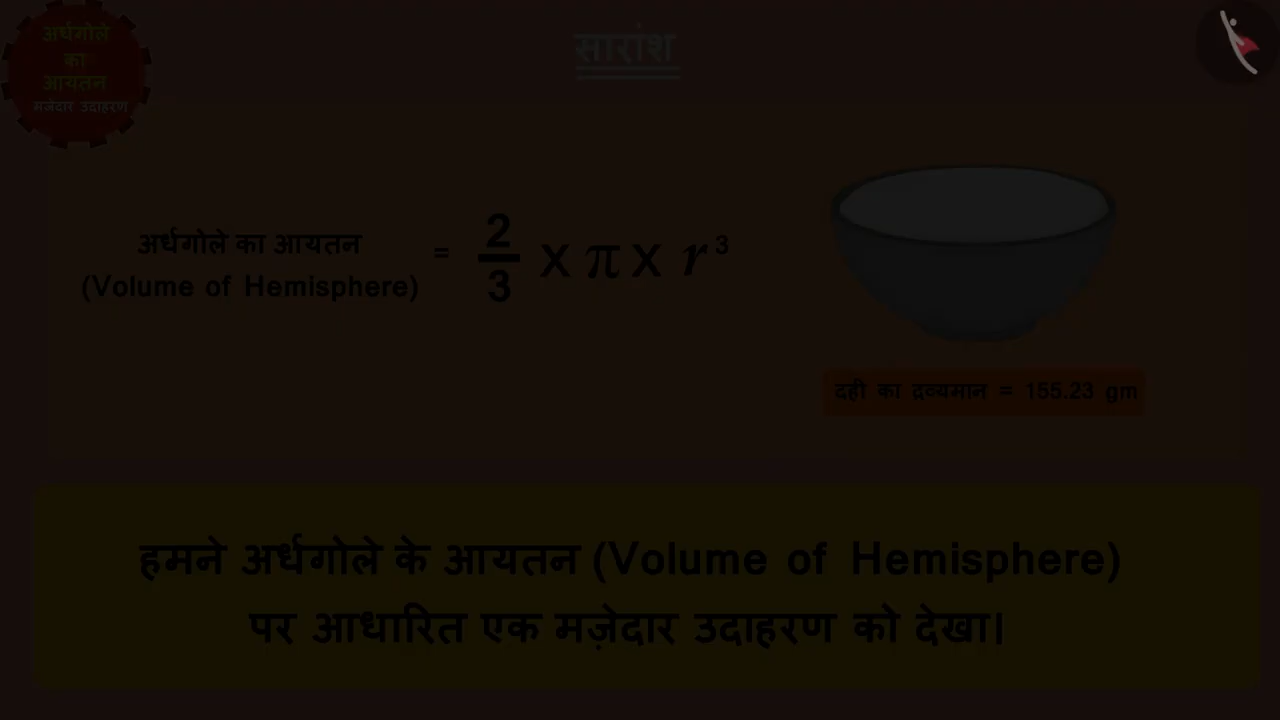 अर्धगोले
का
आयतन
मजेदार उदाहरण
सारांश
अर्धगोले का आयतन
(Volume of Hemisphere)
= 2/3 x π x r³
दही का द्रव्यमान = 155.23 gm
हमने अर्धगोले के आयतन (Volume of Hemisphere)
पर आधारित एक मज़ेदार उदाहरण को देखा।